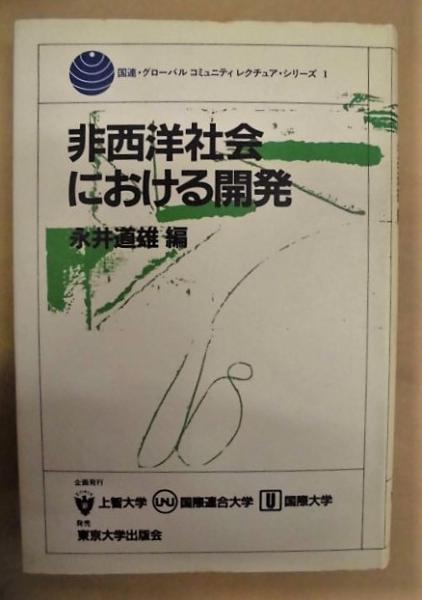 国連・グローバル コミュニティ レクチュア・シリーズ 1
非西洋社会
における開発
永井道雄 編
企画発行
上智大学 UNU 国際連合大学 U 国際大学
発売
東京大学出版会